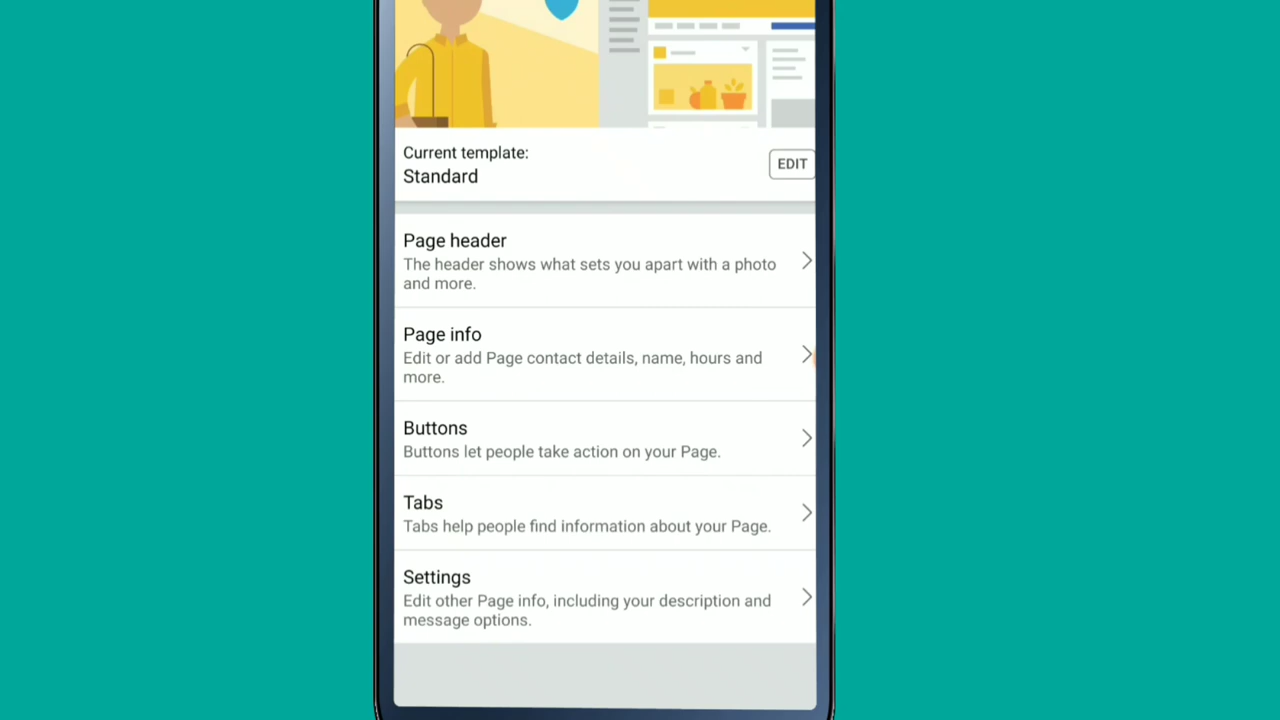 Current template:
Standard
EDIT
Page header
The header shows what sets you apart with a photo
and more.
Page info
Edit or add Page contact details, name, hours and
more.
Buttons
Buttons let people take action on your Page.
Tabs
Tabs help people find information about your Page.
Settings
Edit other Page info, including your description and
message options.